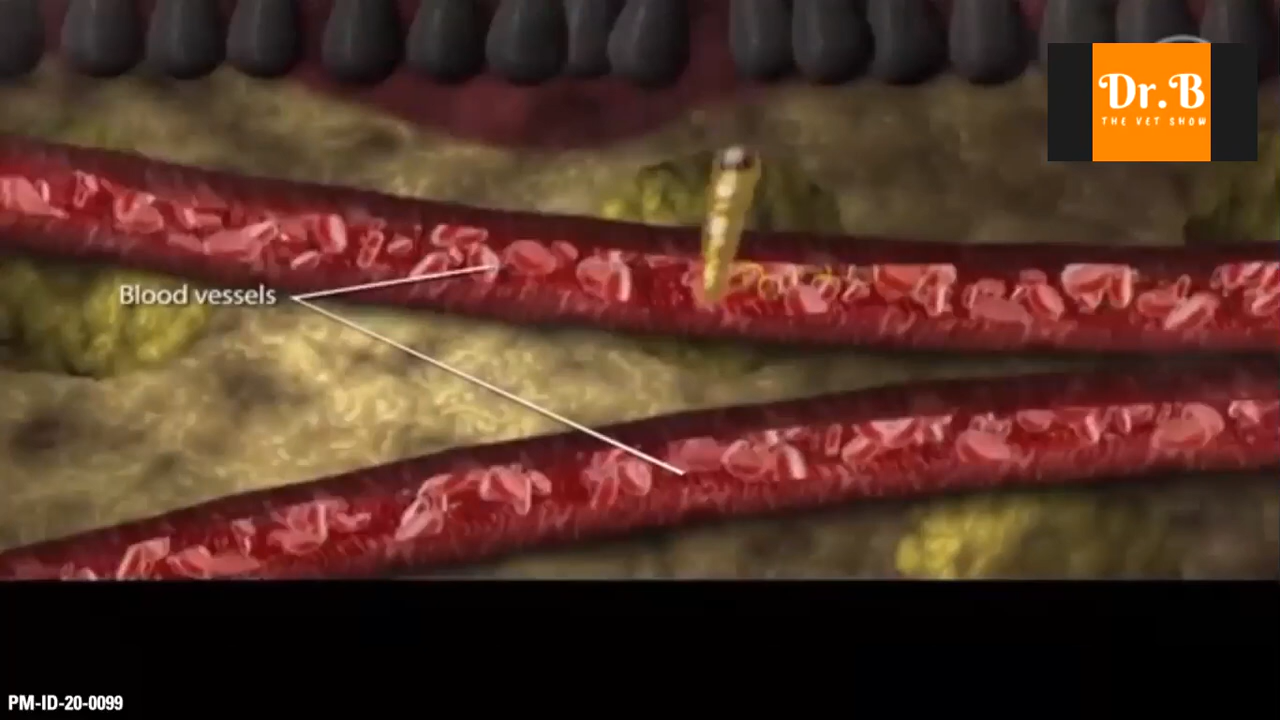 Dr.B
THE VET SHOW
Blood vessels
PM-ID-20-0099